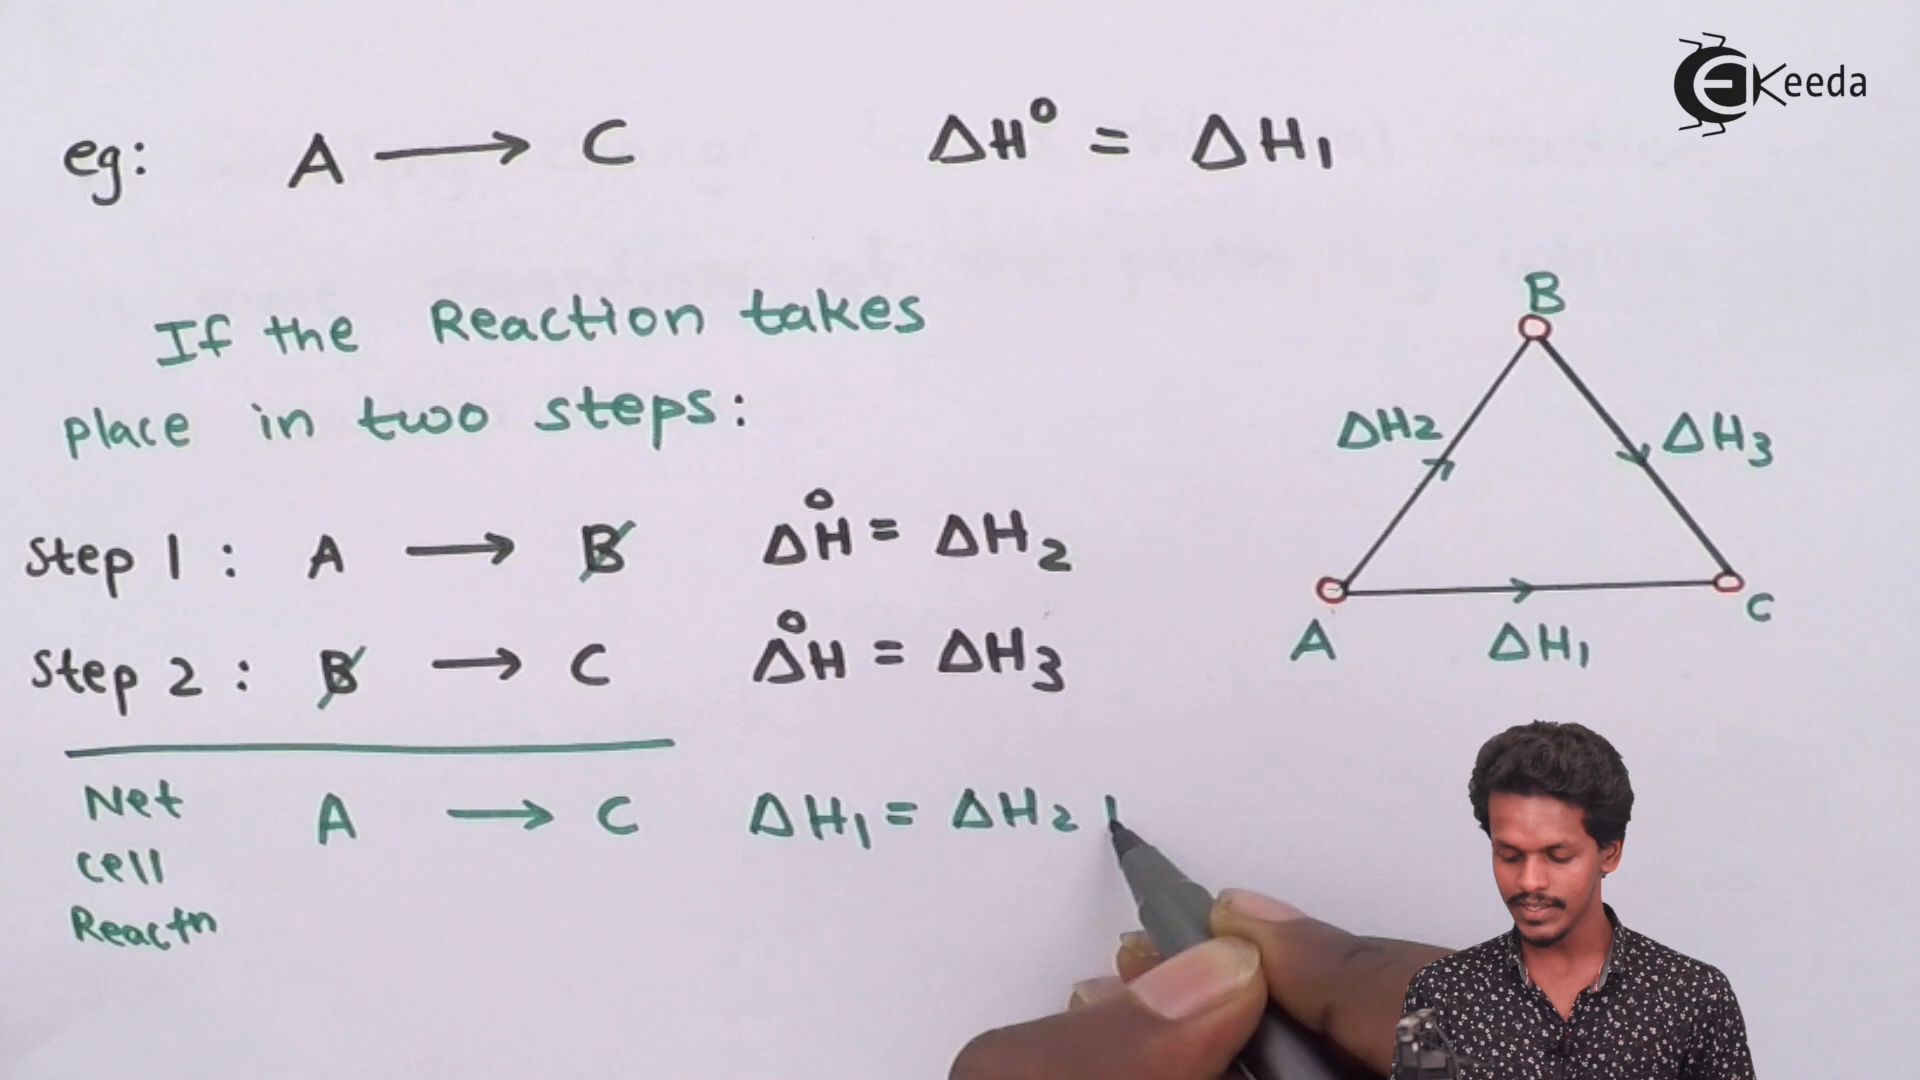 EKeeda
eg: A → C ΔH° = ΔH₁
If the Reaction takes
place in two steps:
Step 1 : A → B ΔH° = ΔH₂
Step 2 : B → C ΔH° = ΔH₃
Net A → C ΔH₁ = ΔH₂
cell
Reactn
B
ΔH₂ ΔH₃
A C
ΔH₁